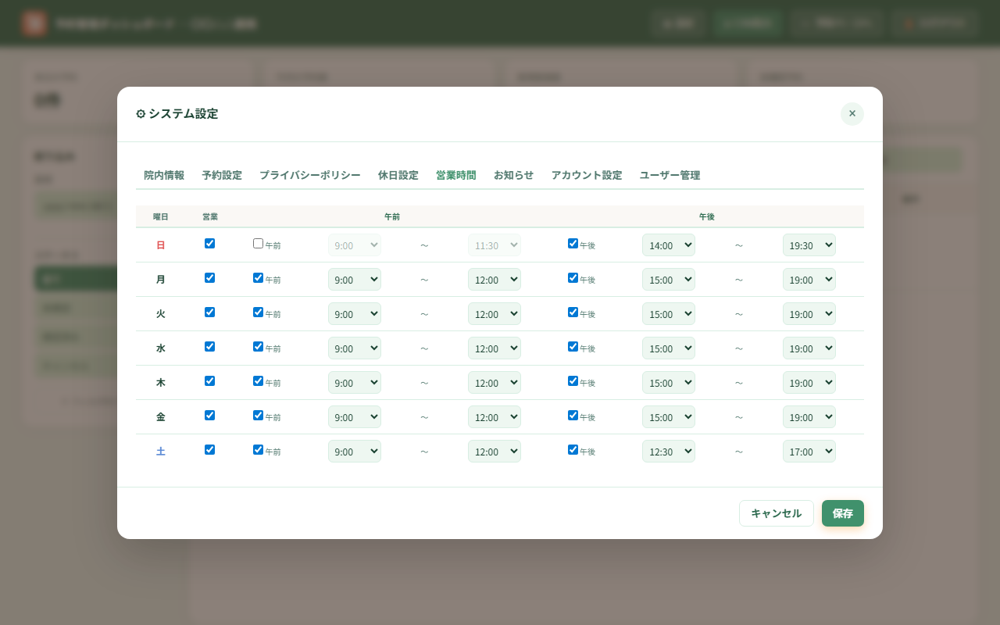 ⚙ システム設定 ×
院内情報 予約設定 プライバシーポリシー 休日設定 営業時間 お知らせ アカウント設定 ユーザー管理
曜日 営業 午前 午後
日 午前 9:00 ～ 11:30 午後 14:00 ～ 19:30
月 午前 9:00 ～ 12:00 午後 15:00 ～ 19:00
火 午前 9:00 ～ 12:00 午後 15:00 ～ 19:00
水 午前 9:00 ～ 12:00 午後 15:00 ～ 19:00
木 午前 9:00 ～ 12:00 午後 15:00 ～ 19:00
金 午前 9:00 ～ 12:00 午後 15:00 ～ 19:00
土 午前 9:00 ～ 12:00 午後 12:30 ～ 17:00
キャンセル 保存